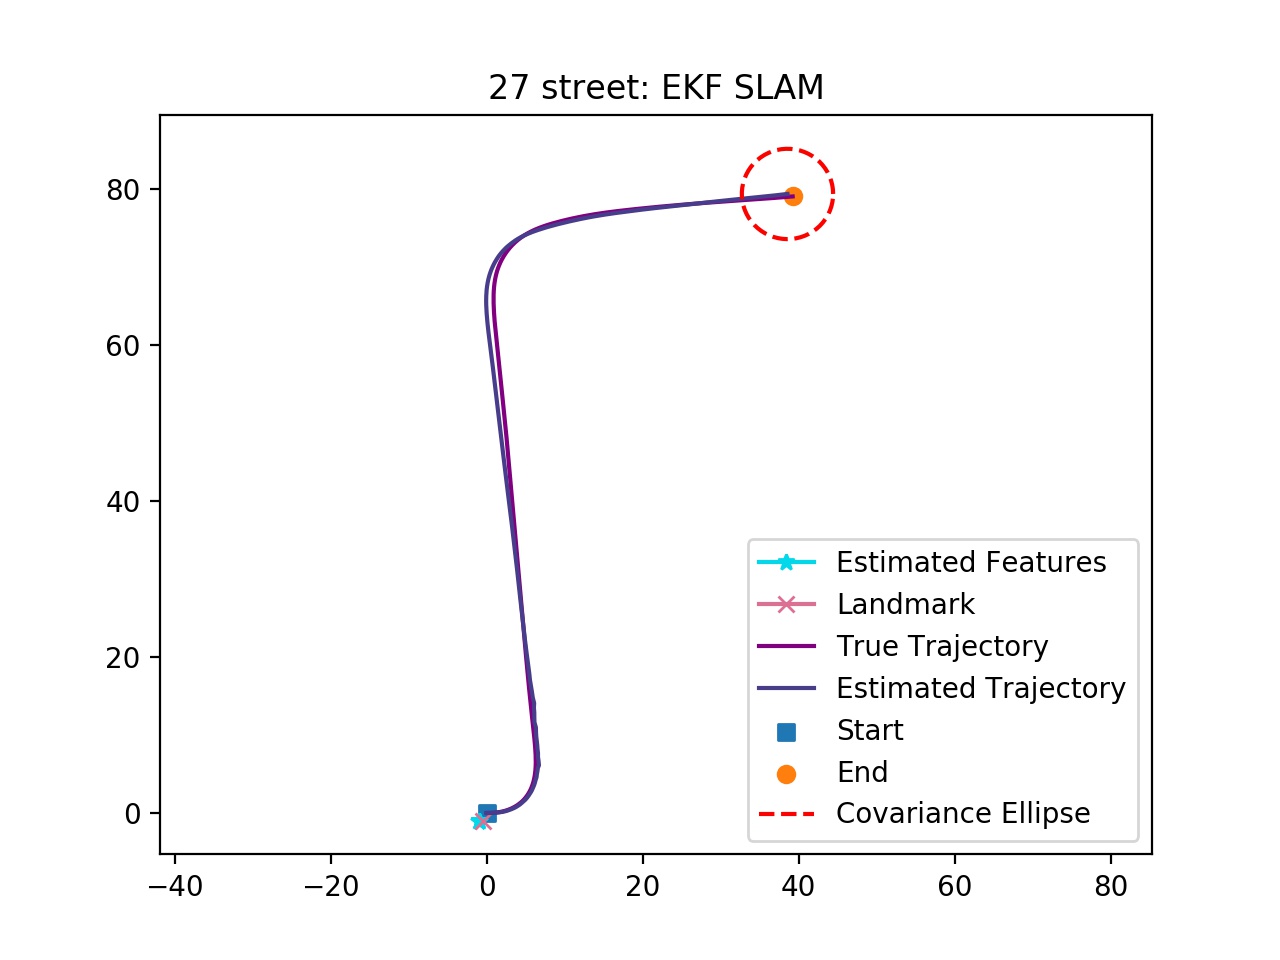 27 street: EKF SLAM
80
60
40
20
0
−40 −20 0 20 40 60 80
Estimated Features
Landmark
True Trajectory
Estimated Trajectory
Start
End
Covariance Ellipse